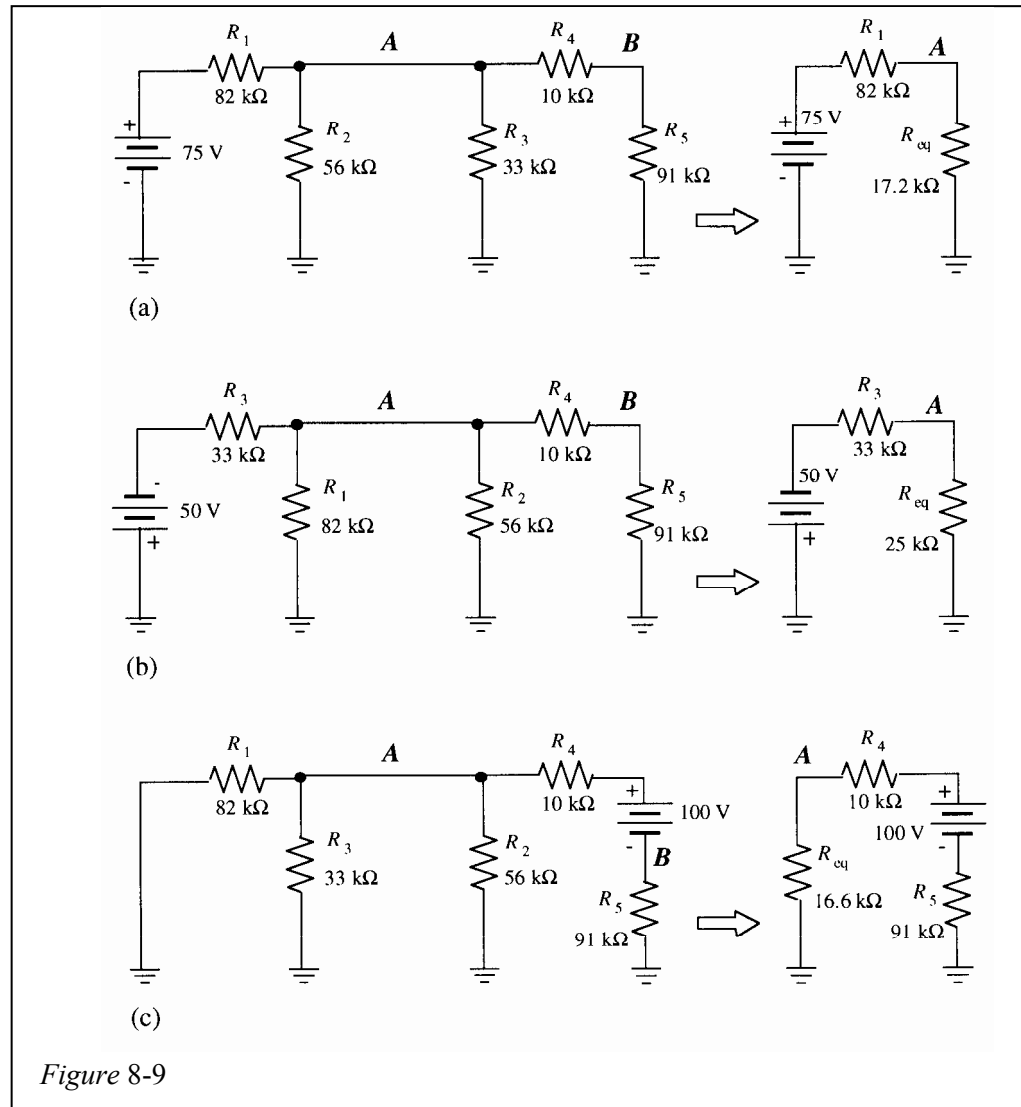 R1 A R4 B R1 A
82 kΩ 10 kΩ 82 kΩ
+ 75 V R2 R3 R5 + 75 V Req
- 56 kΩ 33 kΩ 91 kΩ - 17.2 kΩ
(a)
R3 A R4 B R3 A
33 kΩ 10 kΩ 33 kΩ
- 50 V R1 R2 R5 50 V Req
+ 82 kΩ 56 kΩ 91 kΩ + 25 kΩ
(b)
R1 A R4 A R4
82 kΩ 10 kΩ + 100 V 10 kΩ + 100 V
R3 R2 - B Req -
33 kΩ 56 kΩ R5 16.6 kΩ R5
91 kΩ 91 kΩ
(c)
Figure 8-9